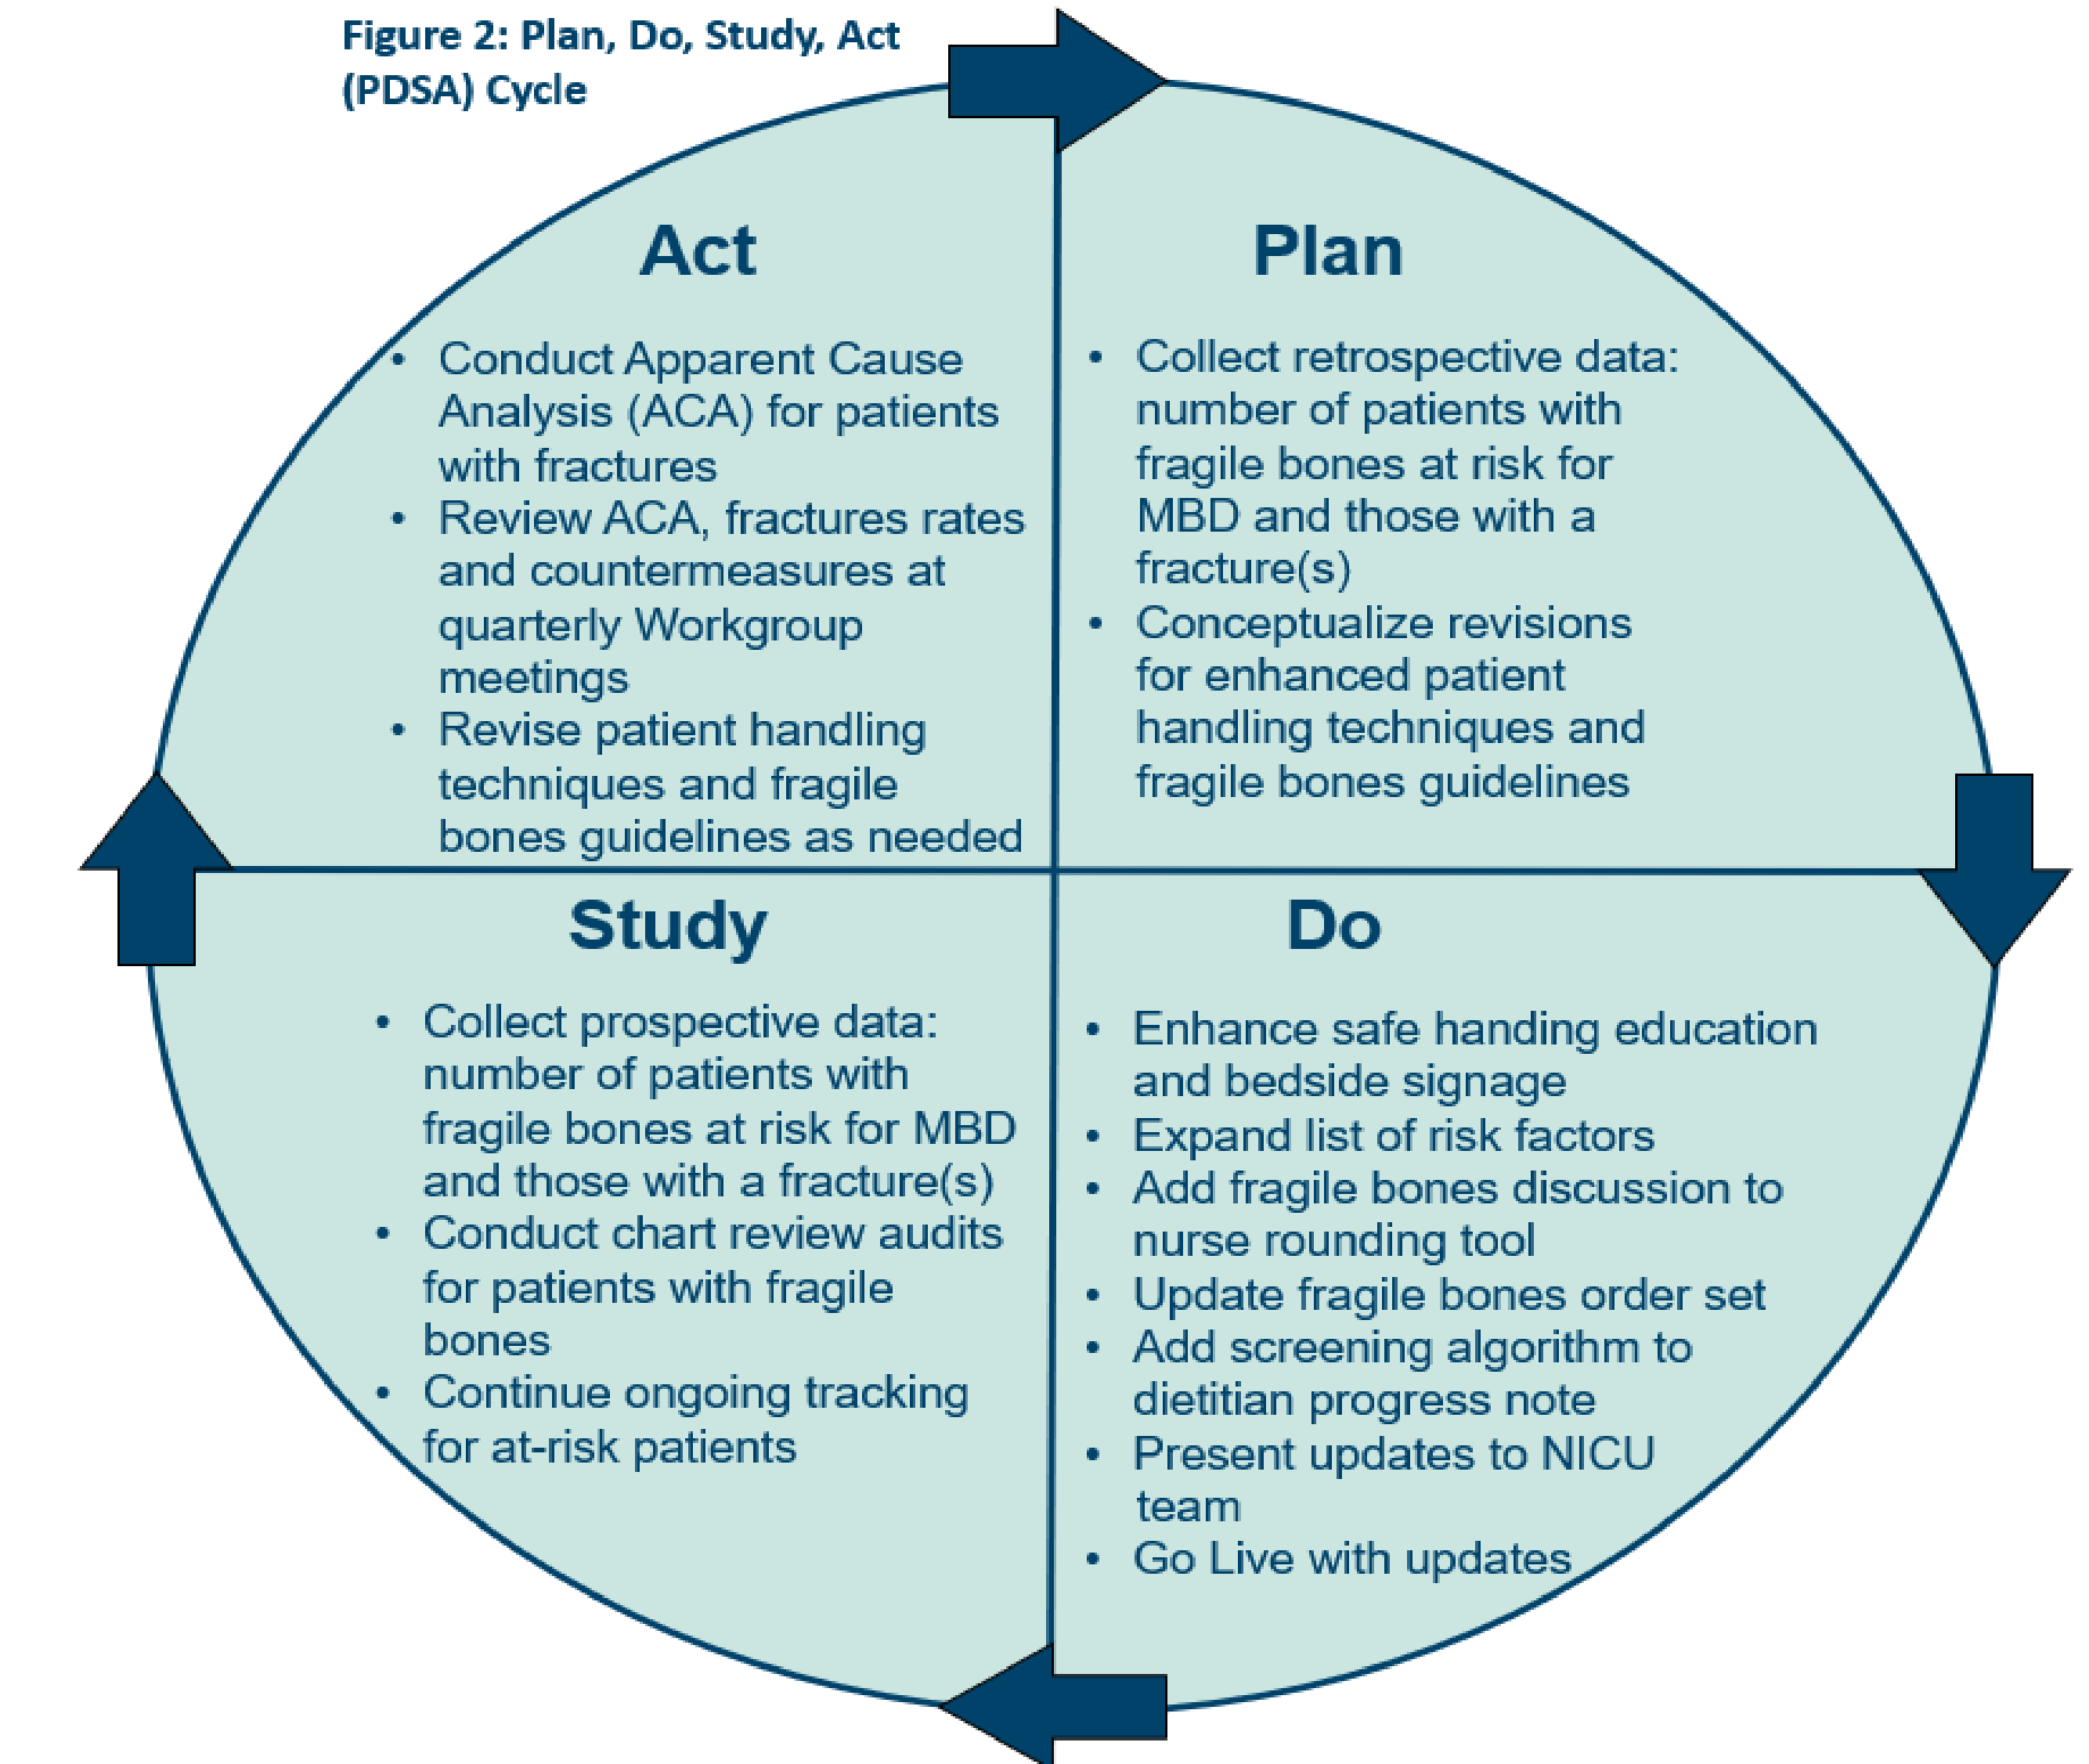 Figure 2: Plan, Do, Study, Act
(PDSA) Cycle
Act
• Conduct Apparent Cause
Analysis (ACA) for patients
with fractures
• Review ACA, fractures rates
and countermeasures at
quarterly Workgroup
meetings
• Revise patient handling
techniques and fragile
bones guidelines as needed
Plan
• Collect retrospective data:
number of patients with
fragile bones at risk for
MBD and those with a
fracture(s)
• Conceptualize revisions
for enhanced patient
handling techniques and
fragile bones guidelines
Study
• Collect prospective data:
number of patients with
fragile bones at risk for MBD
and those with a fracture(s)
• Conduct chart review audits
for patients with fragile
bones
• Continue ongoing tracking
for at-risk patients
Do
• Enhance safe handing education
and bedside signage
• Expand list of risk factors
• Add fragile bones discussion to
nurse rounding tool
• Update fragile bones order set
• Add screening algorithm to
dietitian progress note
• Present updates to NICU
team
• Go Live with updates